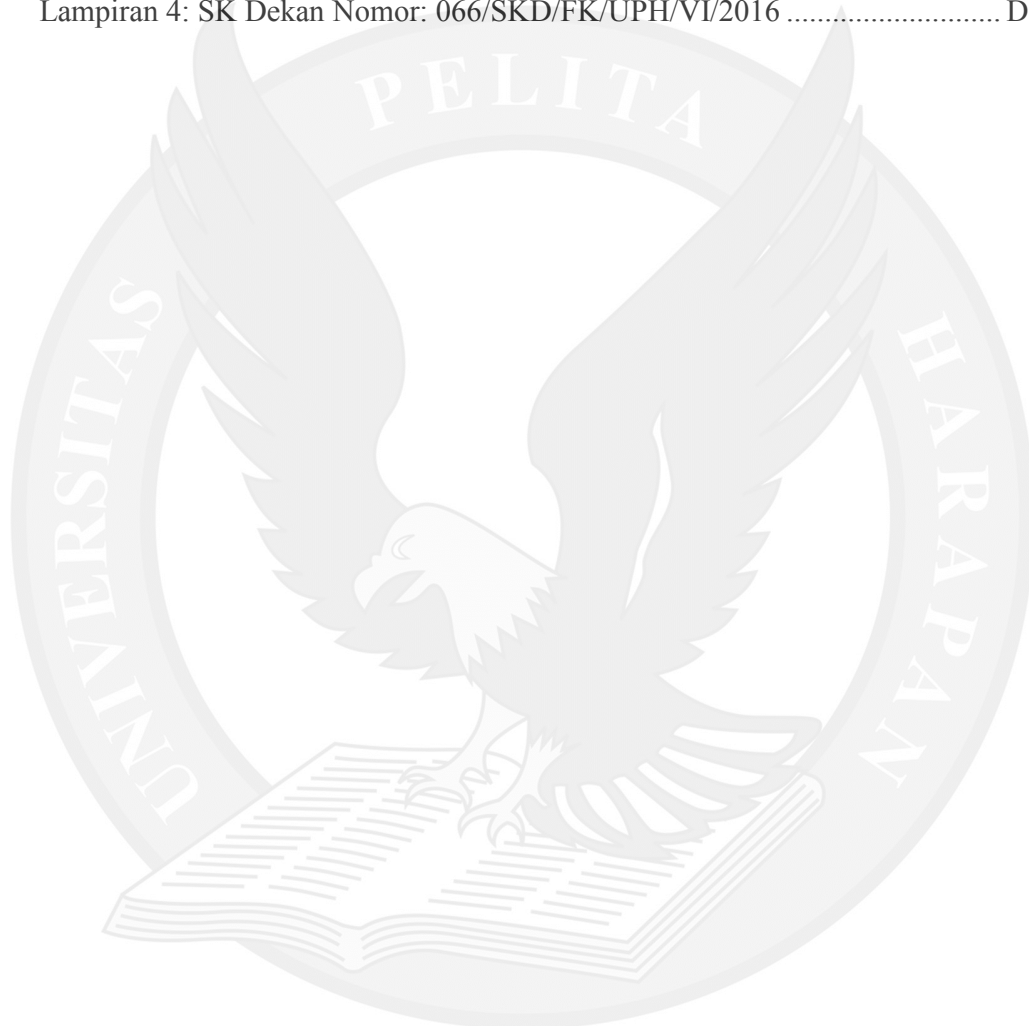 Lampiran 4: SK Dekan Nomor: 066/SKD/FK/UPH/VI/2016 .......................... D
UNIVERSITAS PELITA HARAPAN